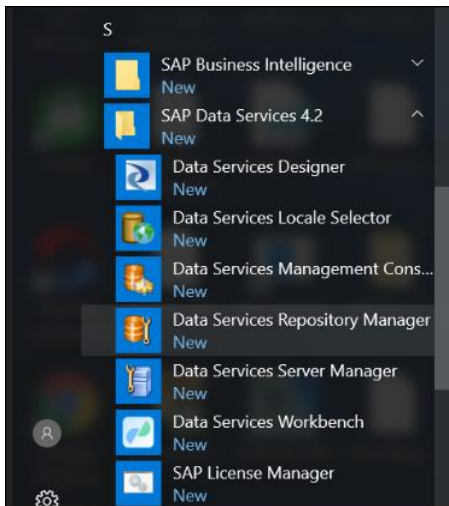 S
SAP Business Intelligence
New
SAP Data Services 4.2
New
Data Services Designer
New
Data Services Locale Selector
New
Data Services Management Cons...
New
Data Services Repository Manager
New
Data Services Server Manager
New
Data Services Workbench
New
SAP License Manager
New